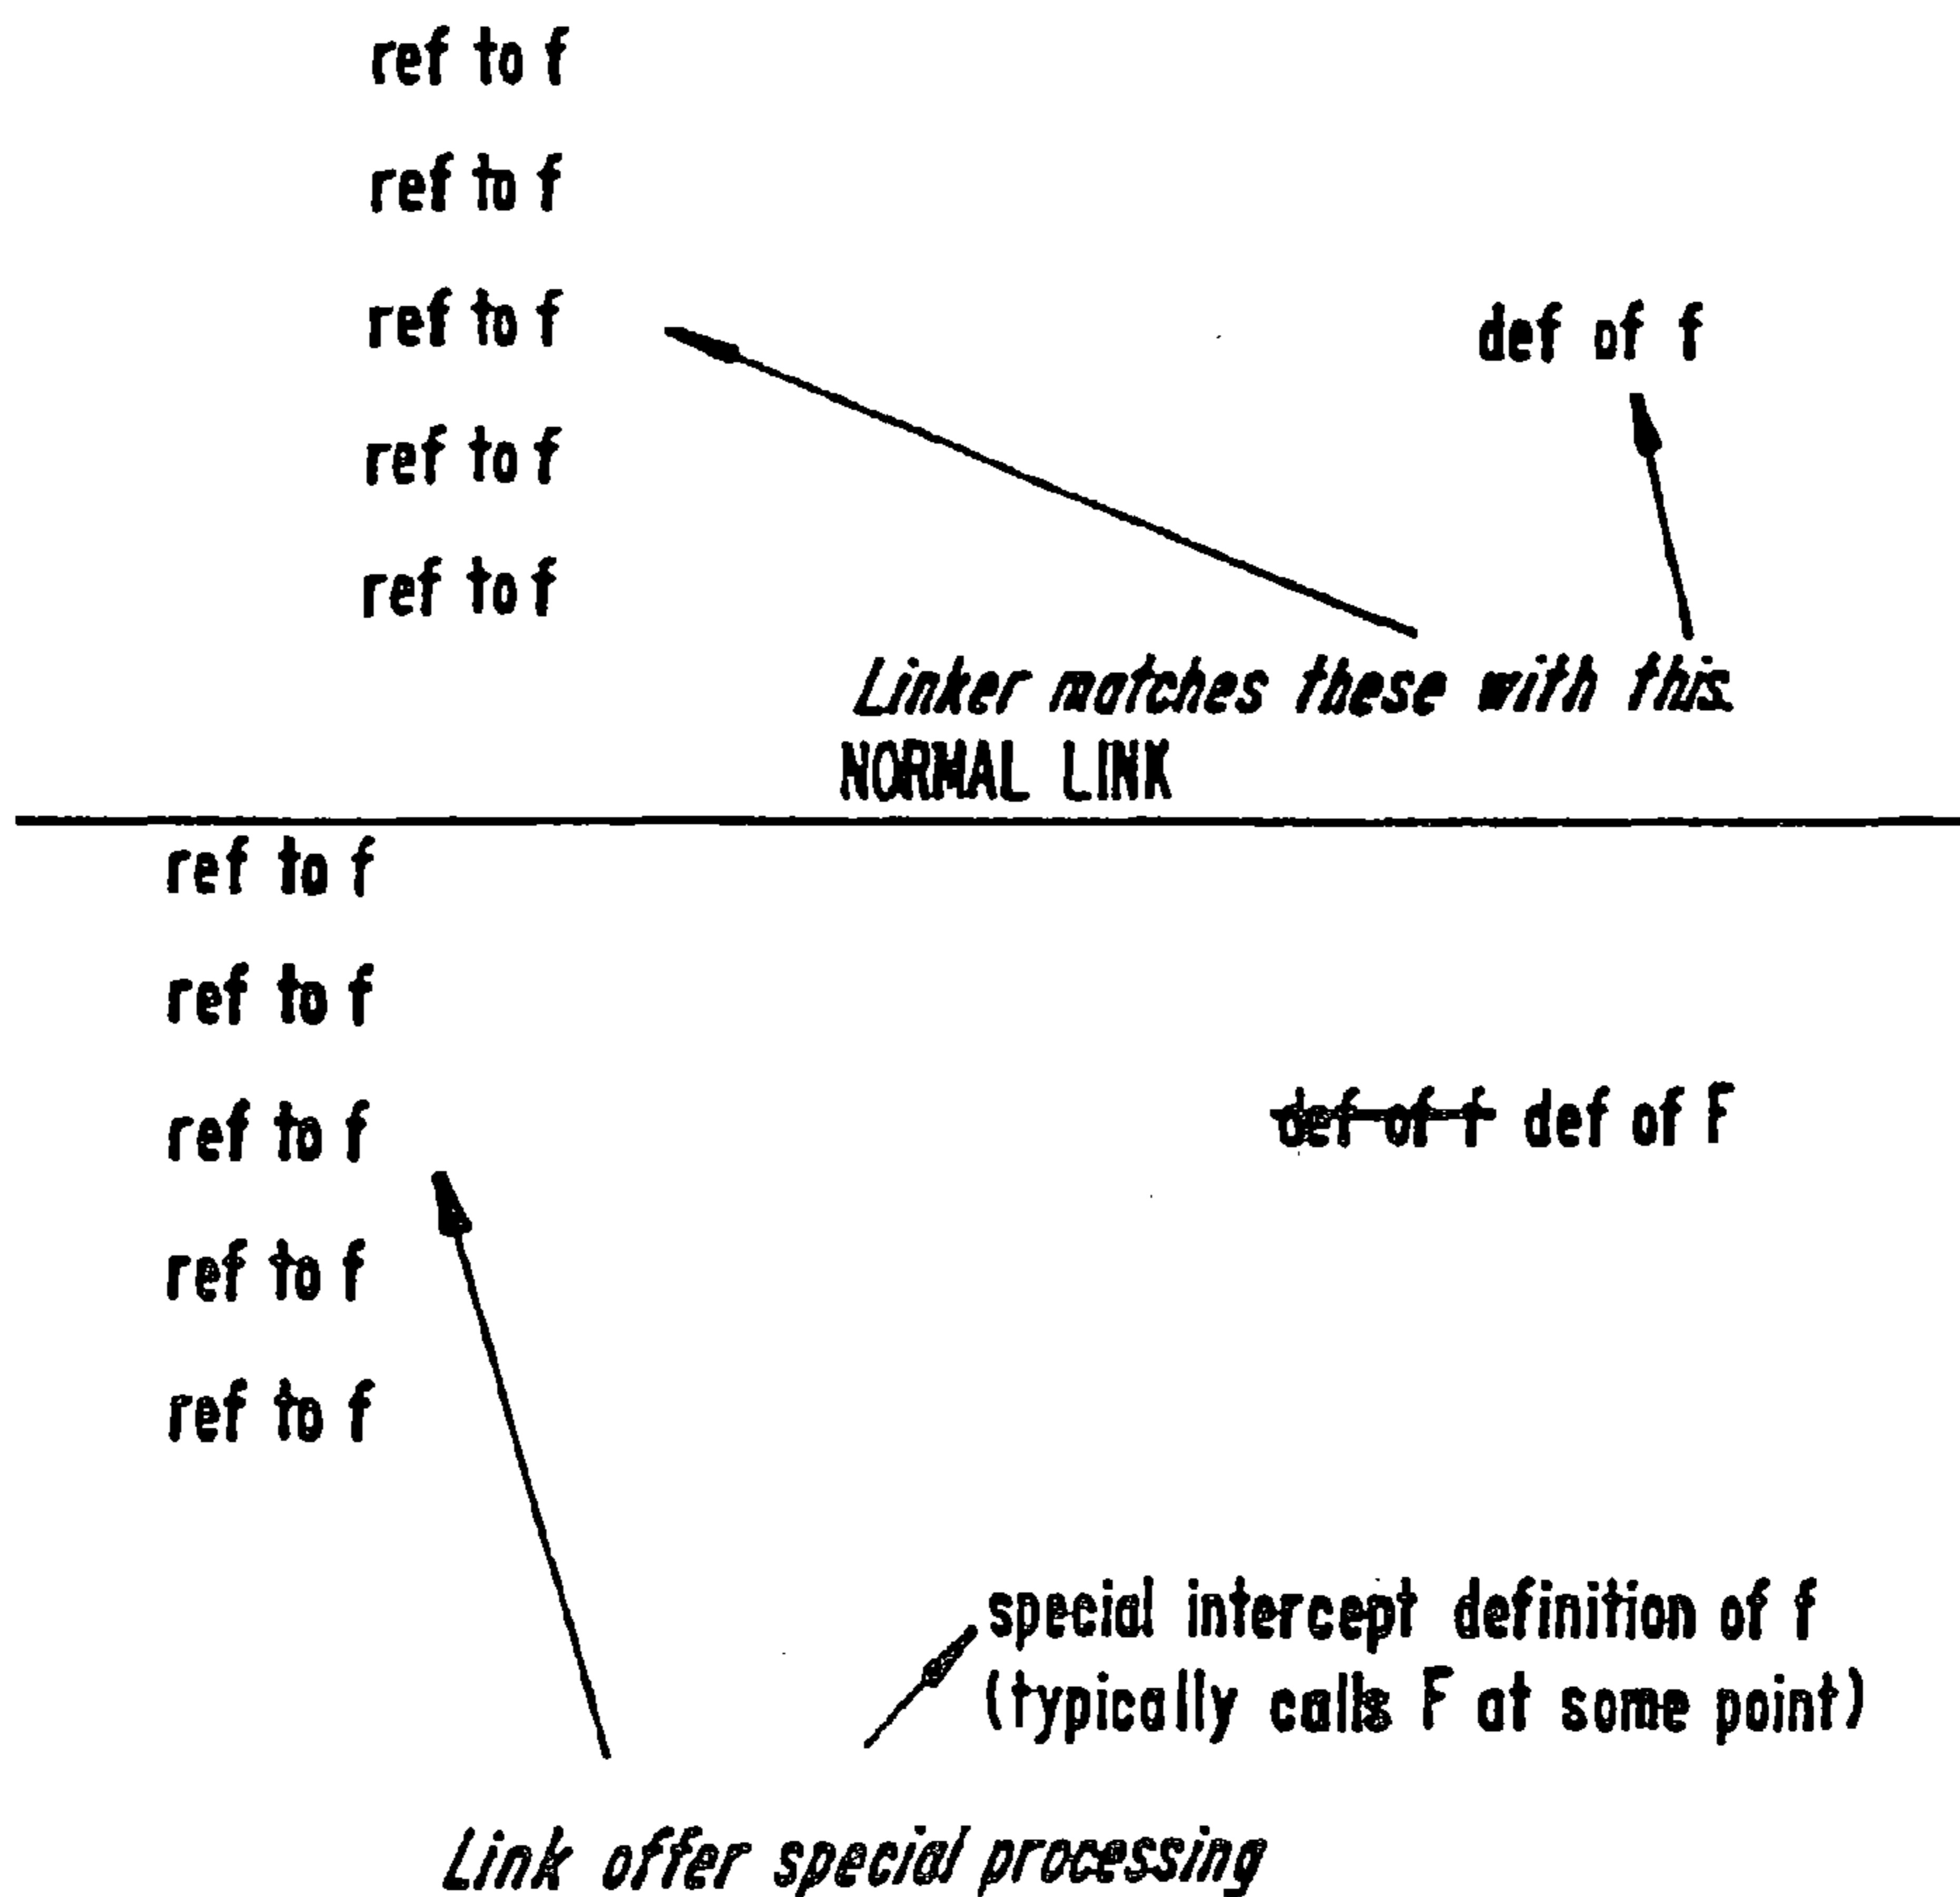 ref to f
ref to f
ref to f
def of f
ref to f
ref to f
Linker matches these with this.
NORMAL LINK
ref to f
ref to f
ref to f
def of f def of F
ref to f
ref to f
special intercept definition of f
(typically calls F at some point)
Link offer special processing